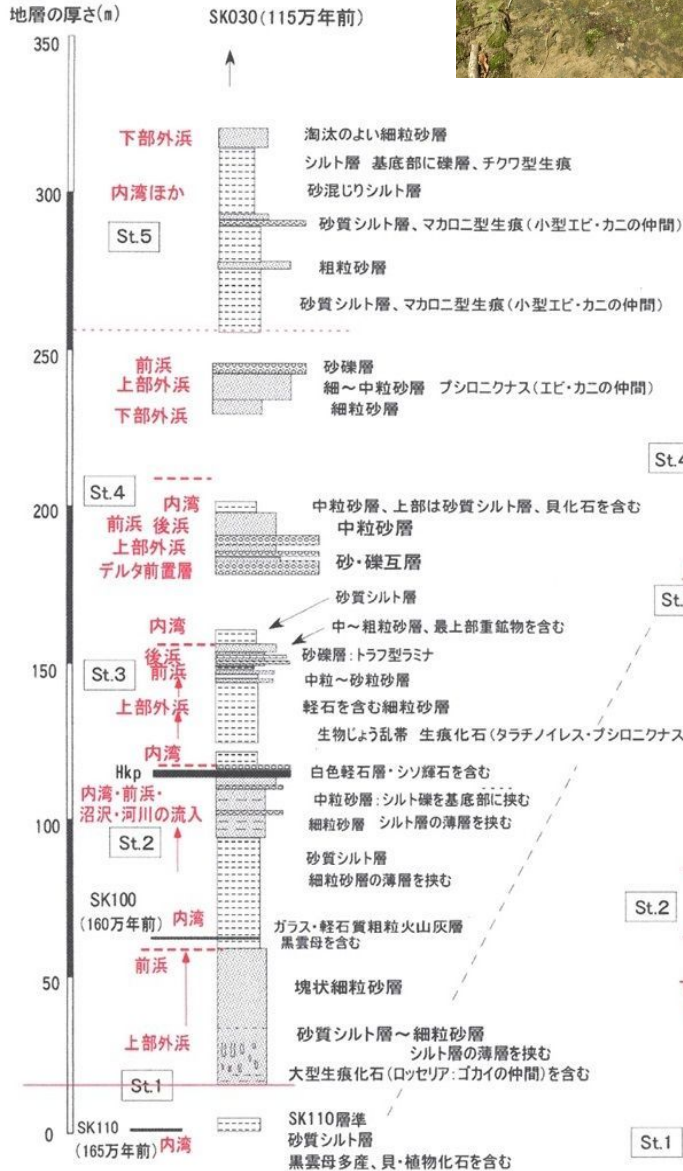 地層の厚さ(m)
SK030(115万年前)
350
下部外浜
淘汰のよい細粒砂層
シルト層 基底部に礫層、チクワ型生痕
300
内湾ほか
砂混じりシルト層
St.5
砂質シルト層、マカロニ型生痕(小型エビ・カニの仲間)
粗粒砂層
砂質シルト層、マカロニ型生痕(小型エビ・カニの仲間)
250
前浜
砂礫層
上部外浜
細～中粒砂層 プシロニクナス(エビ・カニの仲間)
下部外浜
細粒砂層
St.4
St.4
200
内湾
中粒砂層、上部は砂質シルト層、貝化石を含む
前浜 後浜
中粒砂層
上部外浜
デルタ前置層
砂・礫互層
砂質シルト層
St.
内湾
中～粗粒砂層、最上部重鉱物を含む
150
後浜
砂礫層:トラフ型ラミナ
St.3
前浜
中粒～砂粒砂層
上部外浜
軽石を含む細粒砂層
生物じょう乱帯 生痕化石(タラチノイレス・プシロニクナス
内湾
Hkp
白色軽石層・シソ輝石を含む
内湾・前浜・
沼沢・河川の流入
中粒砂層:シルト礫を基底部に挟む
100
細粒砂層 シルト層の薄層を挟む
St.2
砂質シルト層
細粒砂層の薄層を挟む
SK100
(160万年前)
内湾
ガラス・軽石質粗粒火山灰層
黒雲母を含む
St.2
前浜
50
塊状細粒砂層
上部外浜
砂質シルト層～細粒砂層
シルト層の薄層を挟む
St.1
大型生痕化石(ロッセリア:ゴカイの仲間)を含む
0
SK110
(165万年前)
内湾
SK110層準
砂質シルト層
黒雲母多産、貝・植物化石を含む
St.1